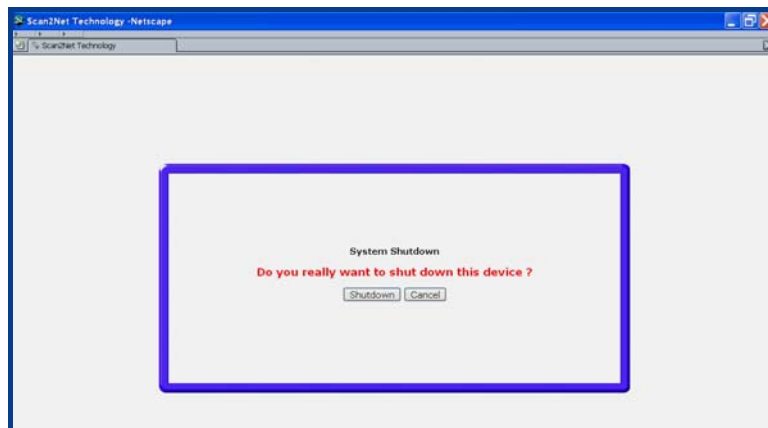 Scan2Net Technology -Netscape
Scan2Net Technology
System Shutdown
Do you really want to shut down this device ?
Shutdown Cancel